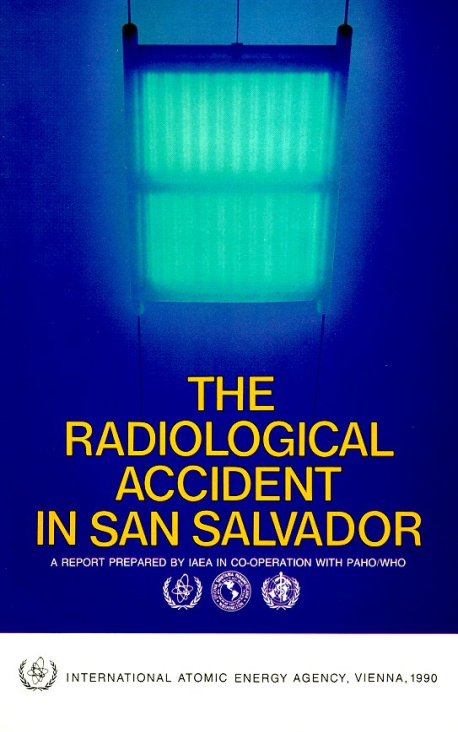 THE
RADIOLOGICAL
ACCIDENT
IN SAN SALVADOR
A REPORT PREPARED BY IAEA IN CO-OPERATION WITH PAHO/WHO
INTERNATIONAL ATOMIC ENERGY AGENCY, VIENNA, 1990